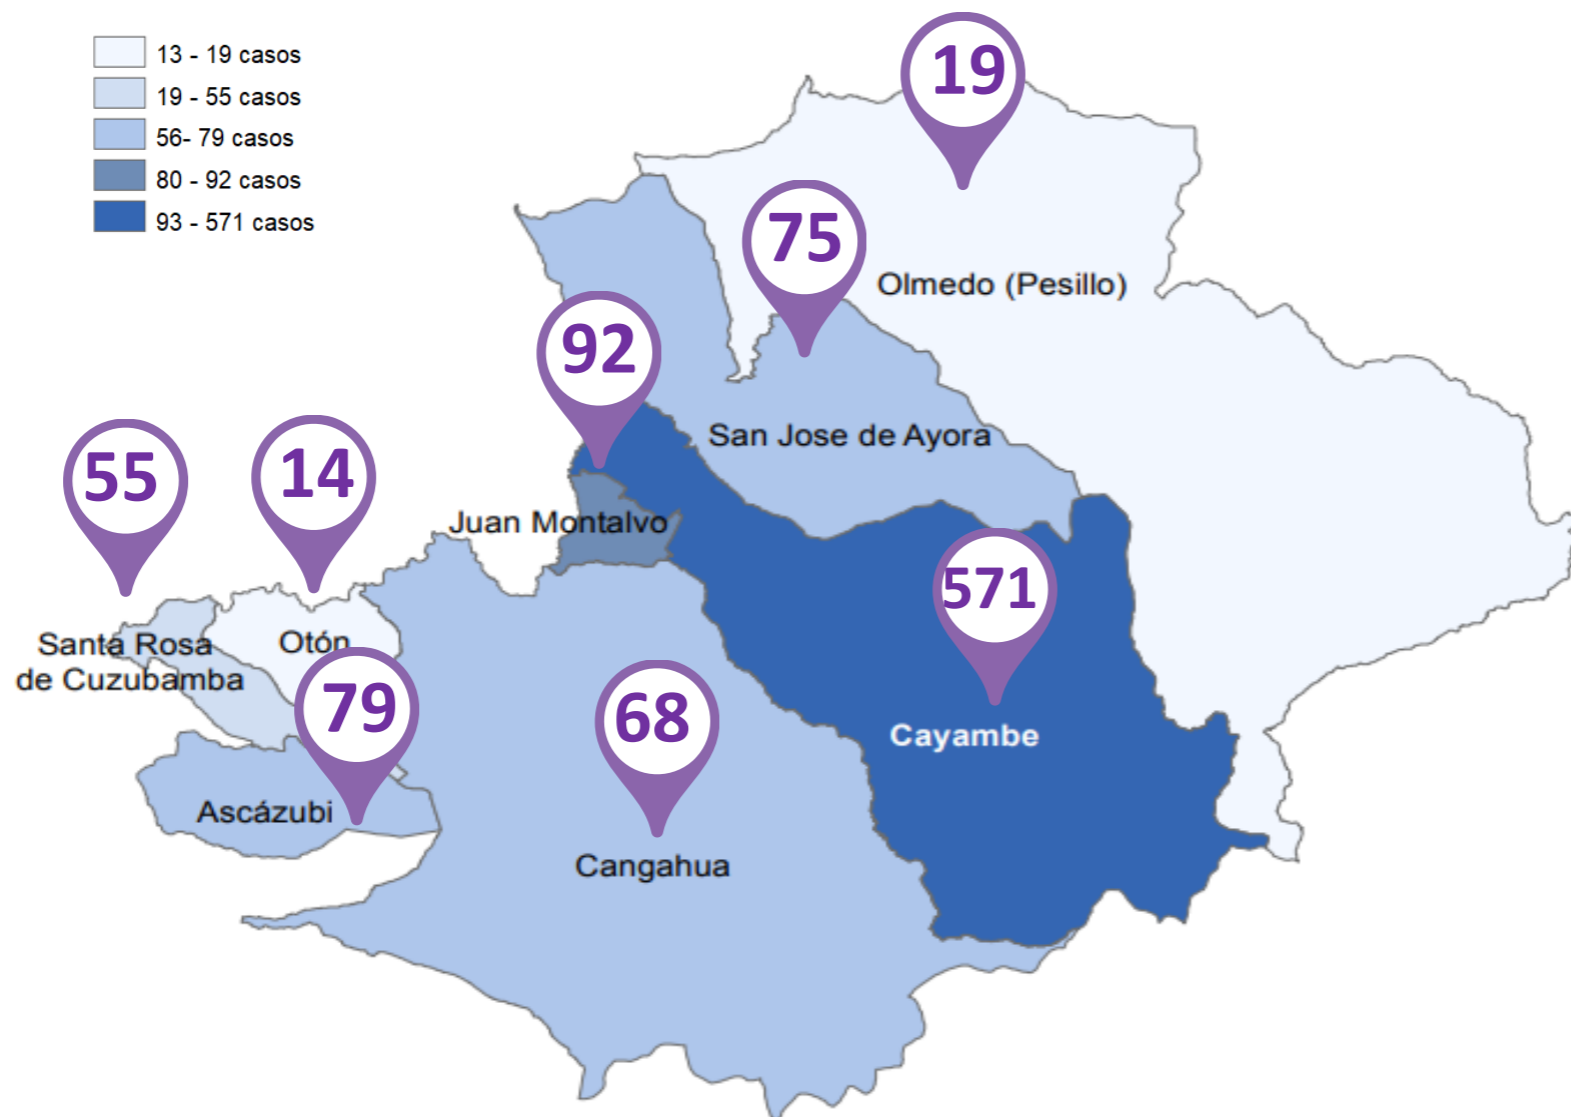 13 - 19 casos
19 - 55 casos
56- 79 casos
80 - 92 casos
93 - 571 casos
19
75
Olmedo (Pesillo)
92
San Jose de Ayora
55
14
Juan Montalvo
571
Santa Rosa
de Cuzubamba
Otón
79
68
Cayambe
Ascázubi
Cangahua